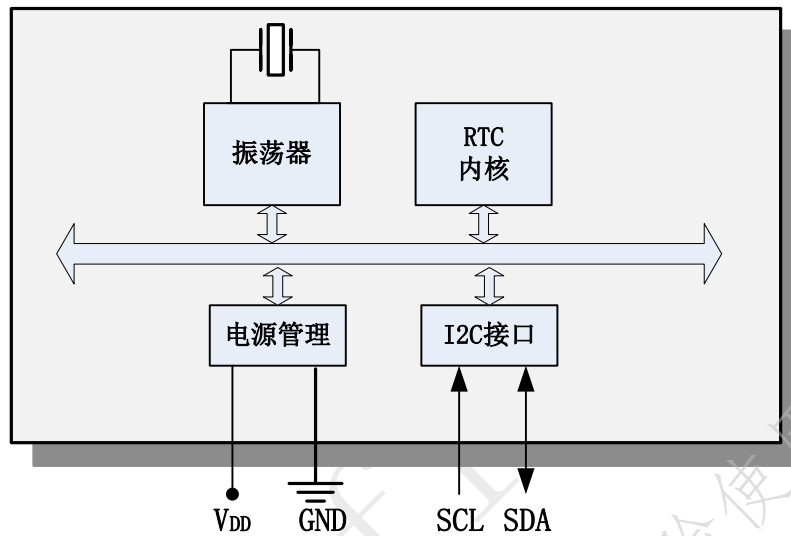 振荡器
RTC
内核
电源管理
I2C接口
VDD GND SCL SDA